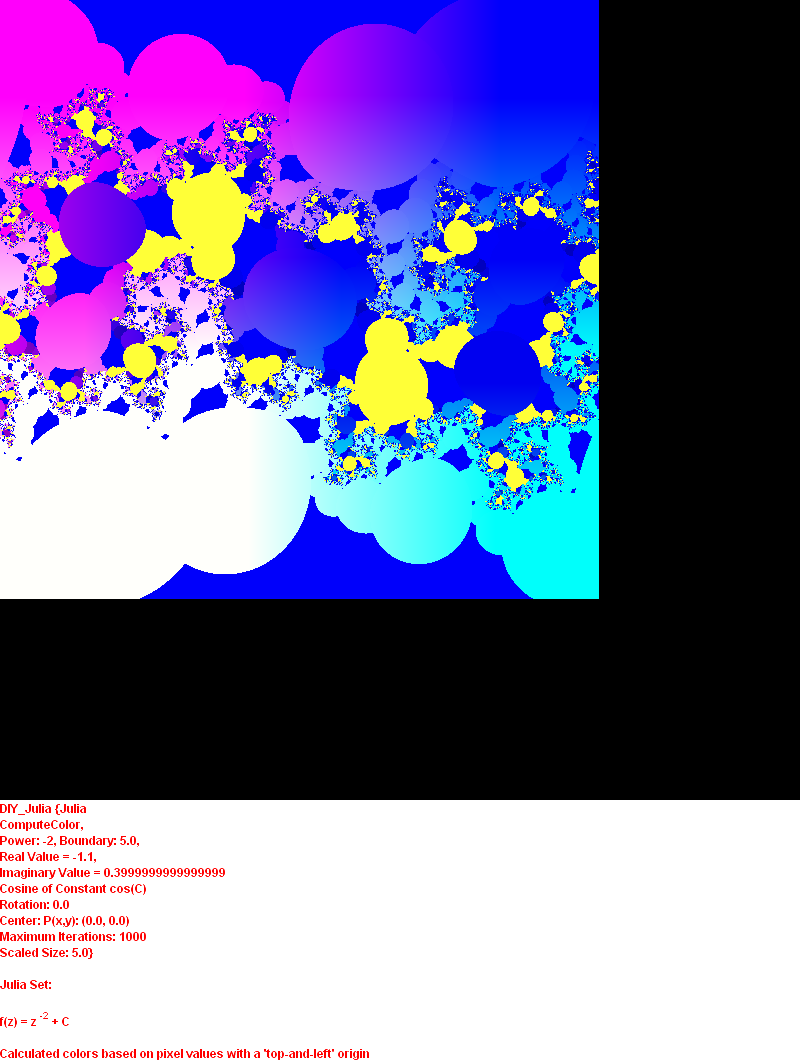 DIY_Julia {Julia
ComputeColor,
Power: -2, Boundary: 5.0,
Real Value = -1.1,
Imaginary Value = 0.3999999999999999
Cosine of Constant cos(C)
Rotation: 0.0
Center: P(x,y): (0.0, 0.0)
Maximum Iterations: 1000
Scaled Size: 5.0}
Julia Set:
f(z) = z -2 + C
Calculated colors based on pixel values with a 'top-and-left' origin